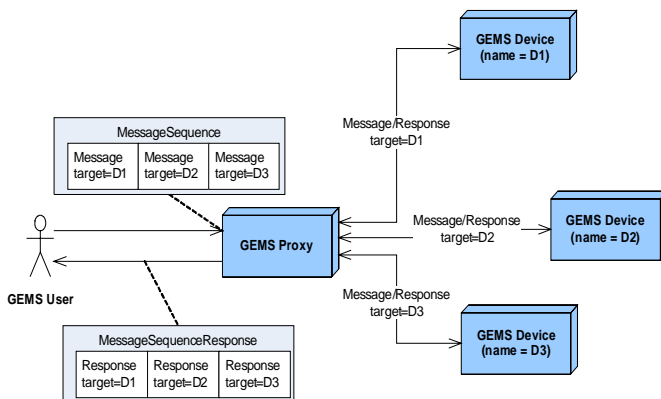 GEMS Device
(name = D1)
Message/Response
target=D1
MessageSequence
Message Message Message
target=D1 target=D2 target=D3
GEMS Proxy
Message/Response
target=D2
GEMS Device
(name = D2)
GEMS User
Message/Response
target=D3
MessageSequenceResponse
Response Response Response
target=D1 target=D2 target=D3
GEMS Device
(name = D3)